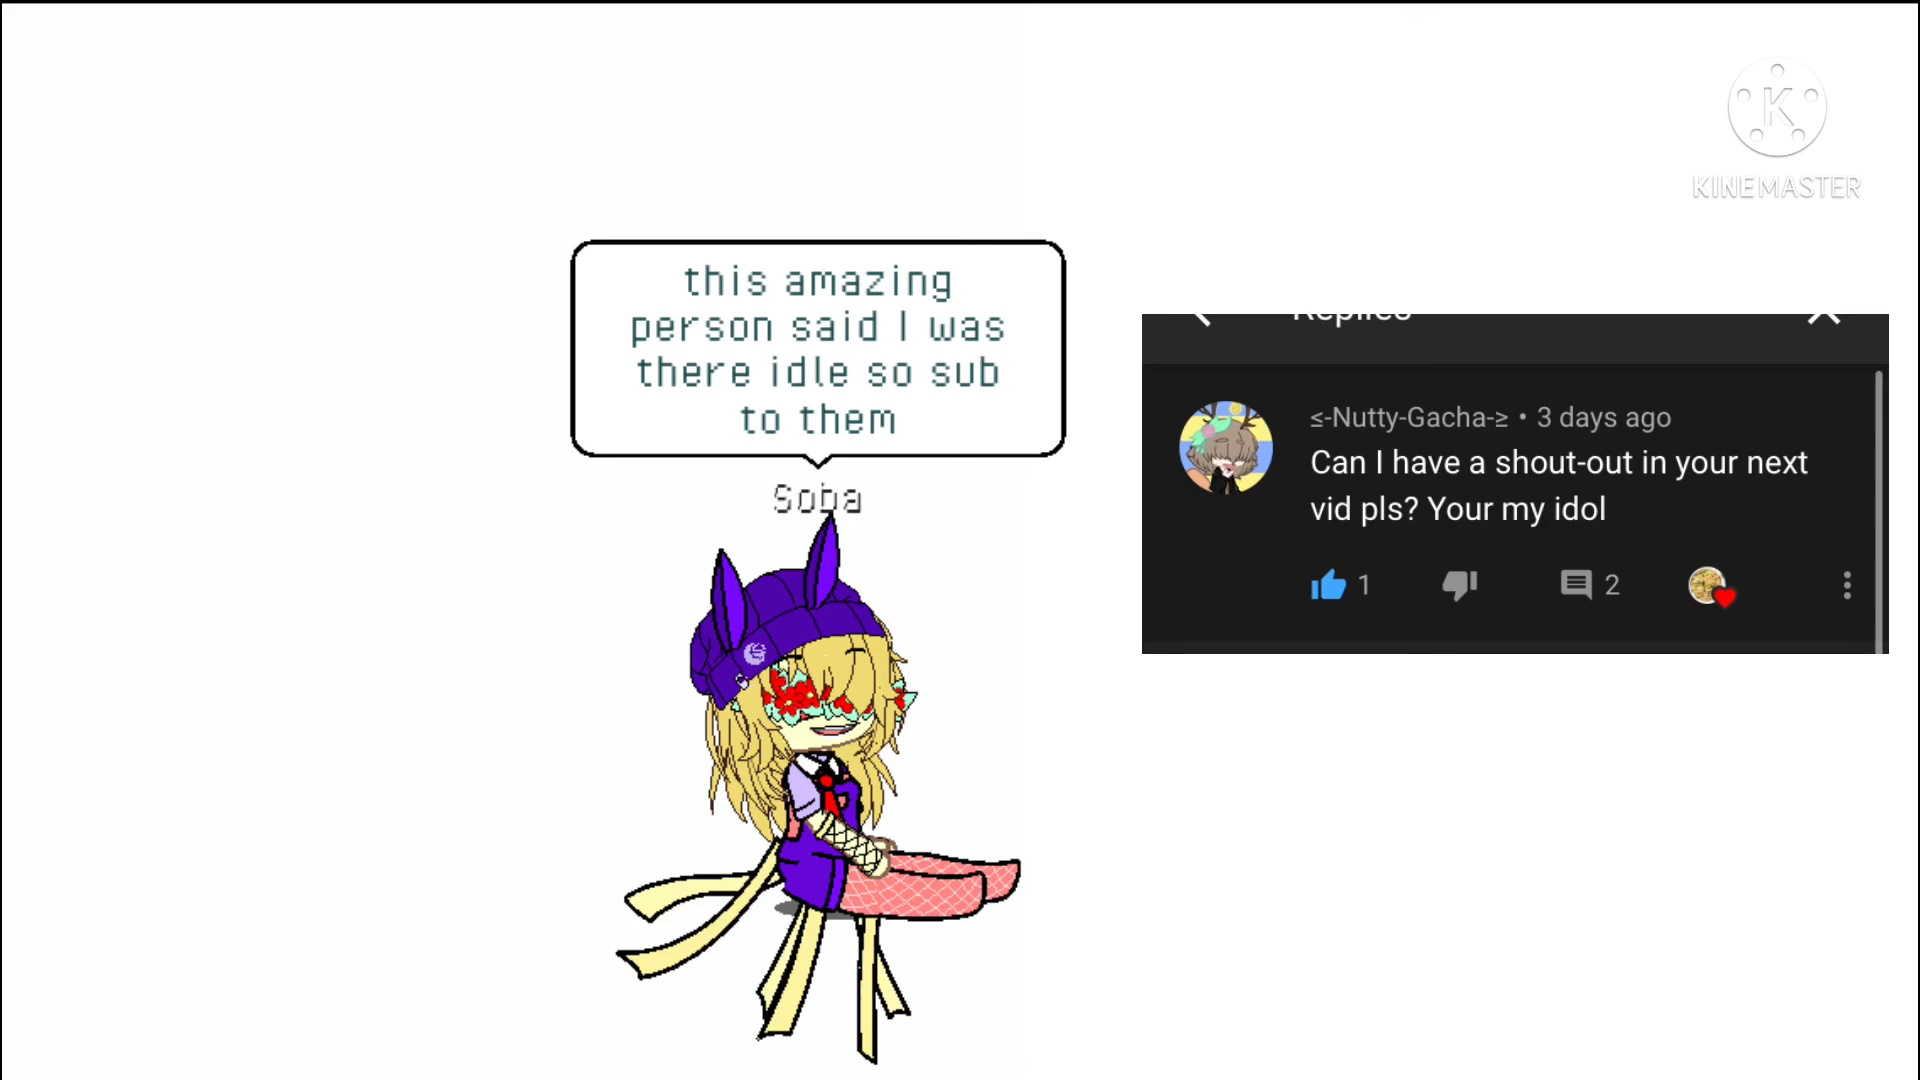 K
KINEMASTER
this amazing
person said I was
there idle so sub
to them
Soba
Replies
≤-Nutty-Gacha-≥ • 3 days ago
Can I have a shout-out in your next
vid pls? Your my idol
1
2